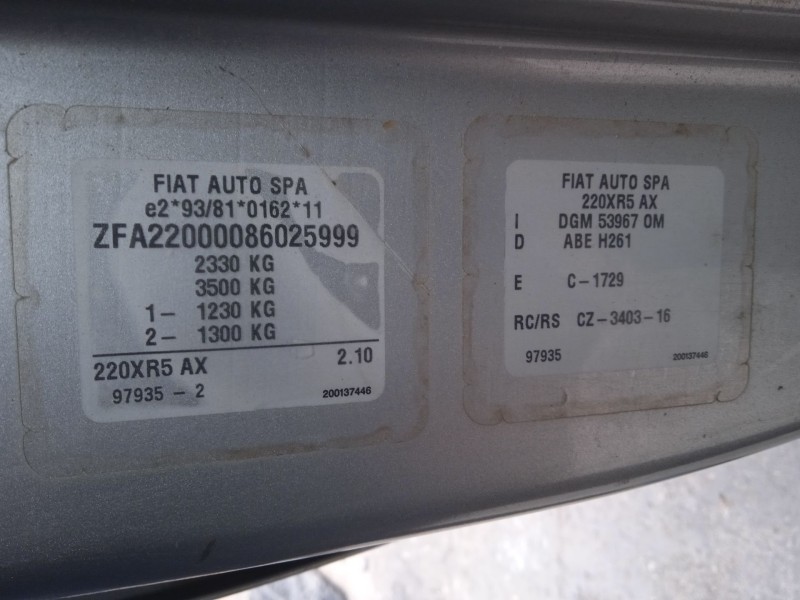 FIAT AUTO SPA
e2*93/81*0162*11
ZFA22000086025999
2330 KG
3500 KG
1- 1230 KG
2- 1300 KG
220XR5 AX 2.10
97935 - 2 200137446
FIAT AUTO SPA
220XR5 AX
I DGM 53967 OM
D ABE H261
E C-1729
RC/RS CZ-3403-16
97935 200137446